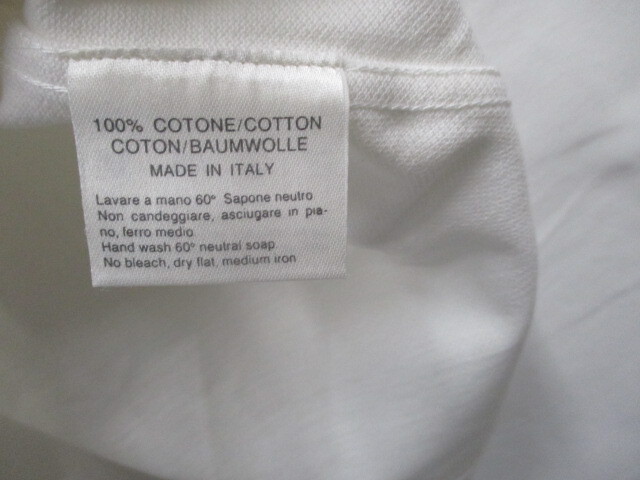 100% COTONE/COTTON
COTON/BAUMWOLLE
MADE IN ITALY
Lavare a mano 60° Sapone neutro
Non candeggiare, asciugare in pia-
no, ferro medio
Hand wash 60° neutral soap
No bleach, dry flat, medium iron